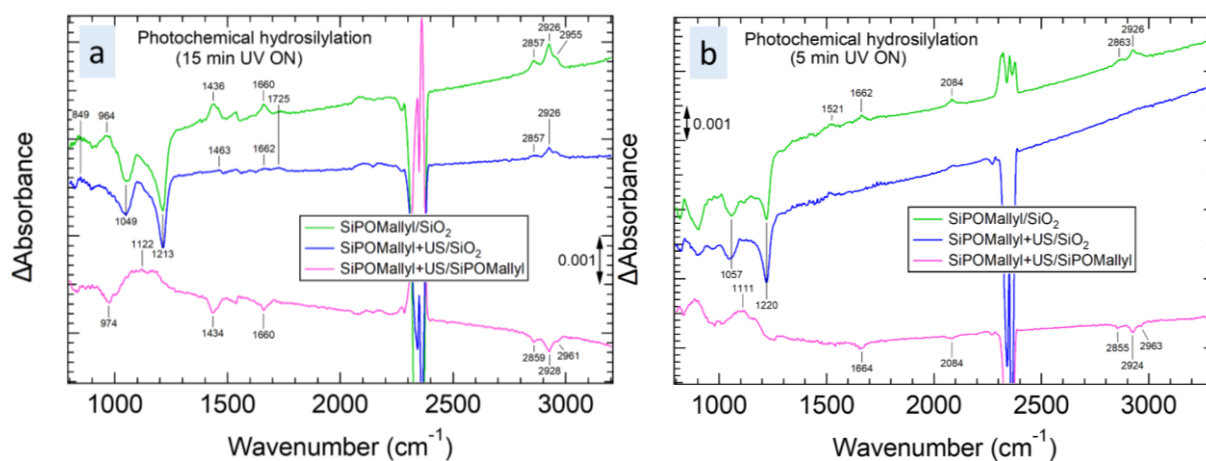 a
Photochemical hydrosilylation
(15 min UV ON)
2926
2857
2955
1436
1660
1725
849
964
2926
2857
1463
1662
1049
1213
1122
SiPOMallyl/SiO2
SiPOMallyl+US/SiO2
SiPOMallyl+US/SiPOMallyl
0.001
974
1434
1660
2859
2961
2928
ΔAbsorbance
1000
1500
2000
2500
3000
Wavenumber (cm-1)
b
Photochemical hydrosilylation
(5 min UV ON)
2926
2863
2084
0.001
1521
1662
1057
1111
1220
SiPOMallyl/SiO2
SiPOMallyl+US/SiO2
SiPOMallyl+US/SiPOMallyl
1664
2084
2855
2963
2924
ΔAbsorbance
1000
1500
2000
2500
3000
Wavenumber (cm-1)